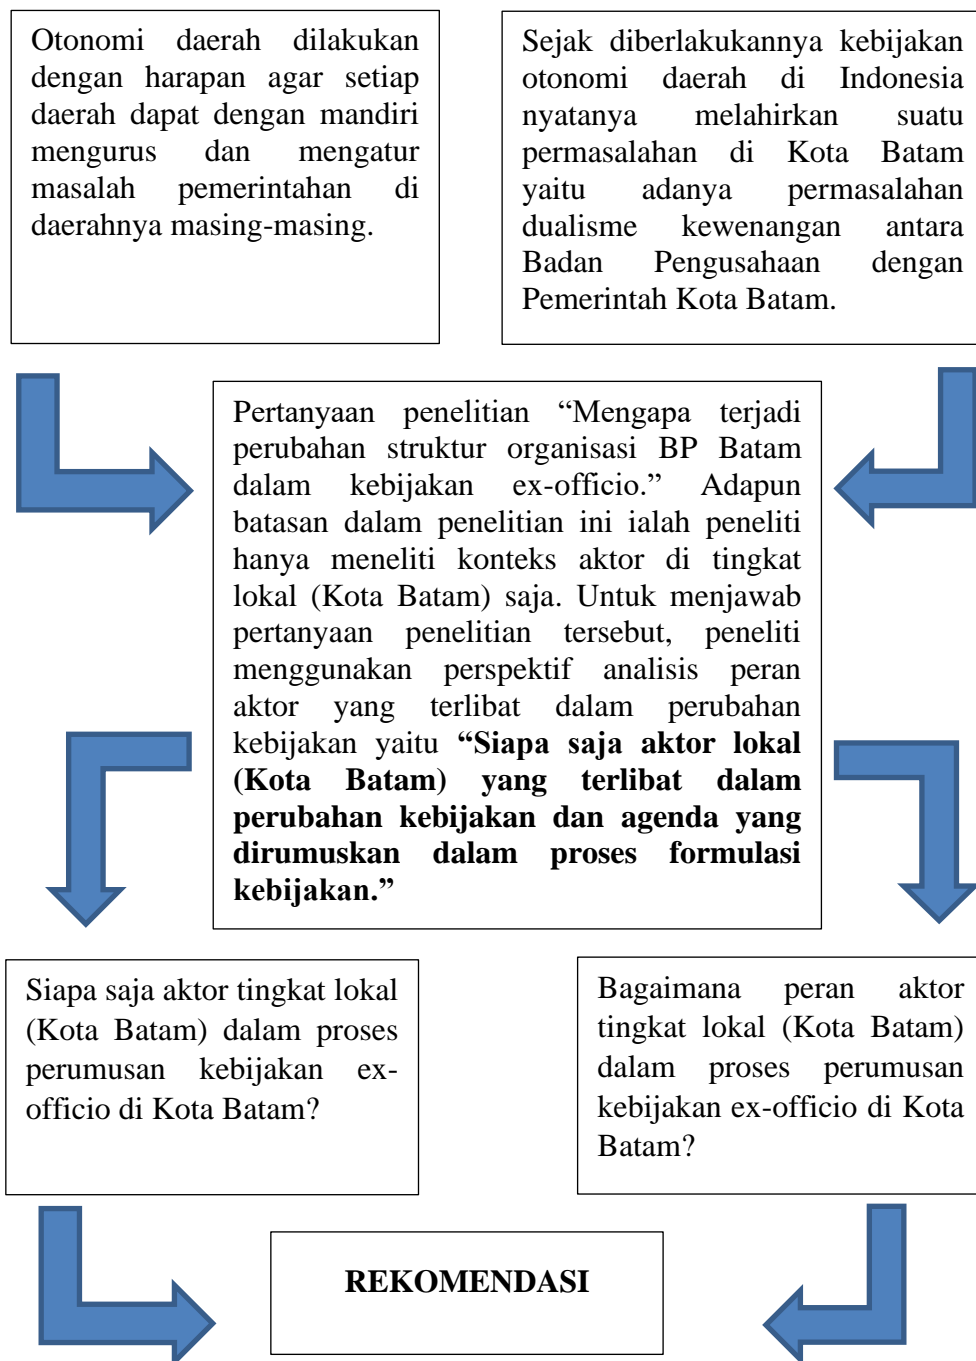 Otonomi daerah dilakukan
dengan harapan agar setiap
daerah dapat dengan mandiri
mengurus dan mengatur
masalah pemerintahan di
daerahnya masing-masing.
Sejak diberlakukannya kebijakan
otonomi daerah di Indonesia
nyatanya melahirkan suatu
permasalahan di Kota Batam
yaitu adanya permasalahan
dualisme kewenangan antara
Badan Pengusahaan dengan
Pemerintah Kota Batam.
Pertanyaan penelitian “Mengapa terjadi
perubahan struktur organisasi BP Batam
dalam kebijakan ex-officio.” Adapun
batasan dalam penelitian ini ialah peneliti
hanya meneliti konteks aktor di tingkat
lokal (Kota Batam) saja. Untuk menjawab
pertanyaan penelitian tersebut, peneliti
menggunakan perspektif analisis peran
aktor yang terlibat dalam perubahan
kebijakan yaitu “Siapa saja aktor lokal
(Kota Batam) yang terlibat dalam
perubahan kebijakan dan agenda yang
dirumuskan dalam proses formulasi
kebijakan.”
Siapa saja aktor tingkat lokal
(Kota Batam) dalam proses
perumusan kebijakan ex-
officio di Kota Batam?
Bagaimana peran aktor
tingkat lokal (Kota Batam)
dalam proses perumusan
kebijakan ex-officio di Kota
Batam?
REKOMENDASI